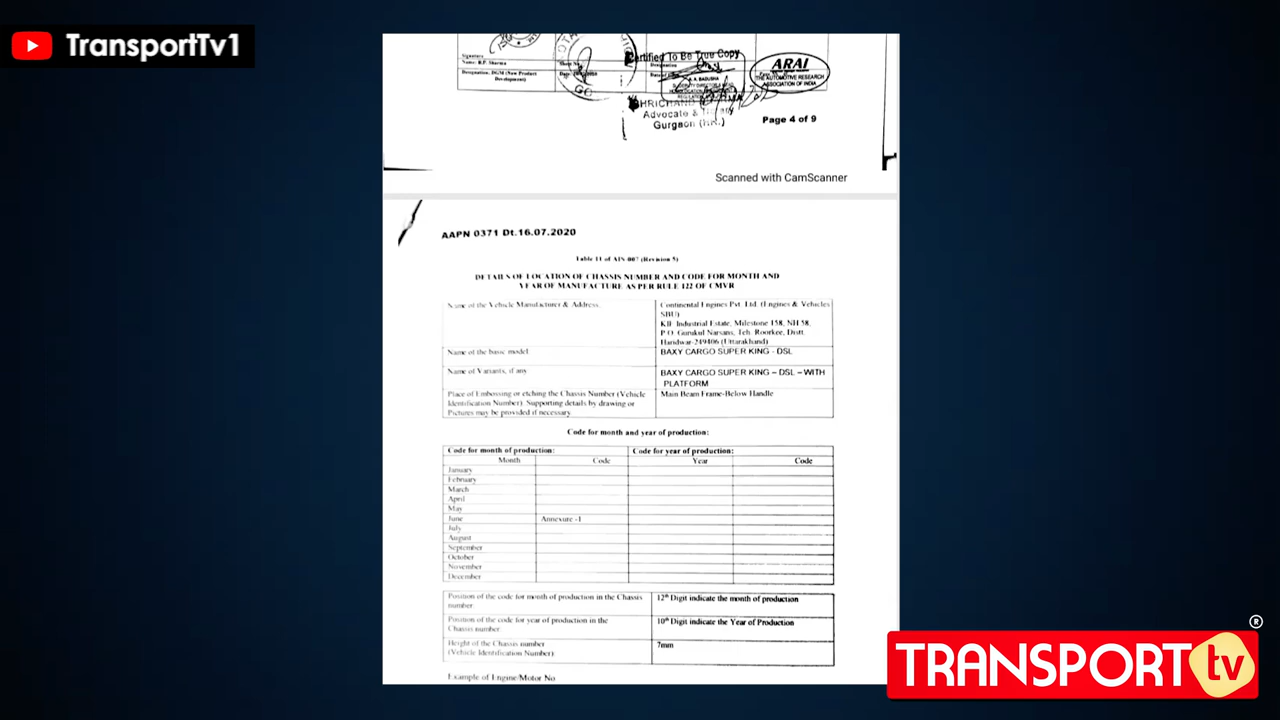 TransportTv1
Signature
Name: B.P. Sharma
Designation: DGM (New Product Development)
Certified To Be True Copy
ARAI
THE AUTOMOTIVE RESEARCH
ASSOCIATION OF INDIA
Advocate &
Gurgaon
Page 4 of 9
Scanned with CamScanner
AAPN 0371 Dt.16.07.2020
Table 11 of AIS-007 (Revision 5)
DETAILS OF LOCATION OF CHASSIS NUMBER AND CODE FOR MONTH AND
YEAR OF MANUFACTURE AS PER RULE 122 OF CMVR
Name of the Vehicle Manufacturer & Address.
Continental Engines Pvt. Ltd. (Engines & Vehicles
SBU)
KB Industrial Estate, Milestone 158, NH 58,
P.O. Gurukul Narsans, Teh. Roorkee, Distt.
Hardwar-249406 (Uttarakhand)
Name of the basic model
BAXY CARGO SUPER KING - DSL
Name of Variants, if any
BAXY CARGO SUPER KING – DSL – WITH
PLATFORM
Place of Embossing or etching the Chassis Number (Vehicle
Identification Number). Supporting details by drawing or
Pictures may be provided if necessary
Main Beam Frame-Below Handle
Code for month and year of production:
Code for month of production: Code for year of production:
Month Code Year Code
January
February
March
April
May
June Annexure -I
July
August
September
October
November
December
Position of the code for month of production in the Chassis
number
12th Digit indicate the month of production
Position of the code for year of production in the
Chassis number
10th Digit indicate the Year of Production
Height of the Chassis number
(Vehicle Identification Number)
7mm
Example of Engine/Motor No
TRANSPORT tv
®